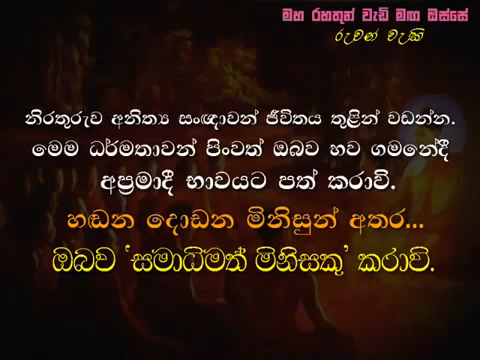 මහ රහතුන් වැඩි මඟ ඔස්සේ
රුවණ වැකි
නිරතුරුව අනිත්‍ය සංඥාවන් ජීවිතය තුළින් වඩන්න.
මෙම ධර්මතාවන් පිංවත් ඔබව භව ගමනේදී
අප්‍රමාදී භාවයට පත් කරාවි.
හඬන දොඩන මිනිසුන් අතර...
ඔබව ‘සමාධිමත් මිනිසකු’ කරාවි.